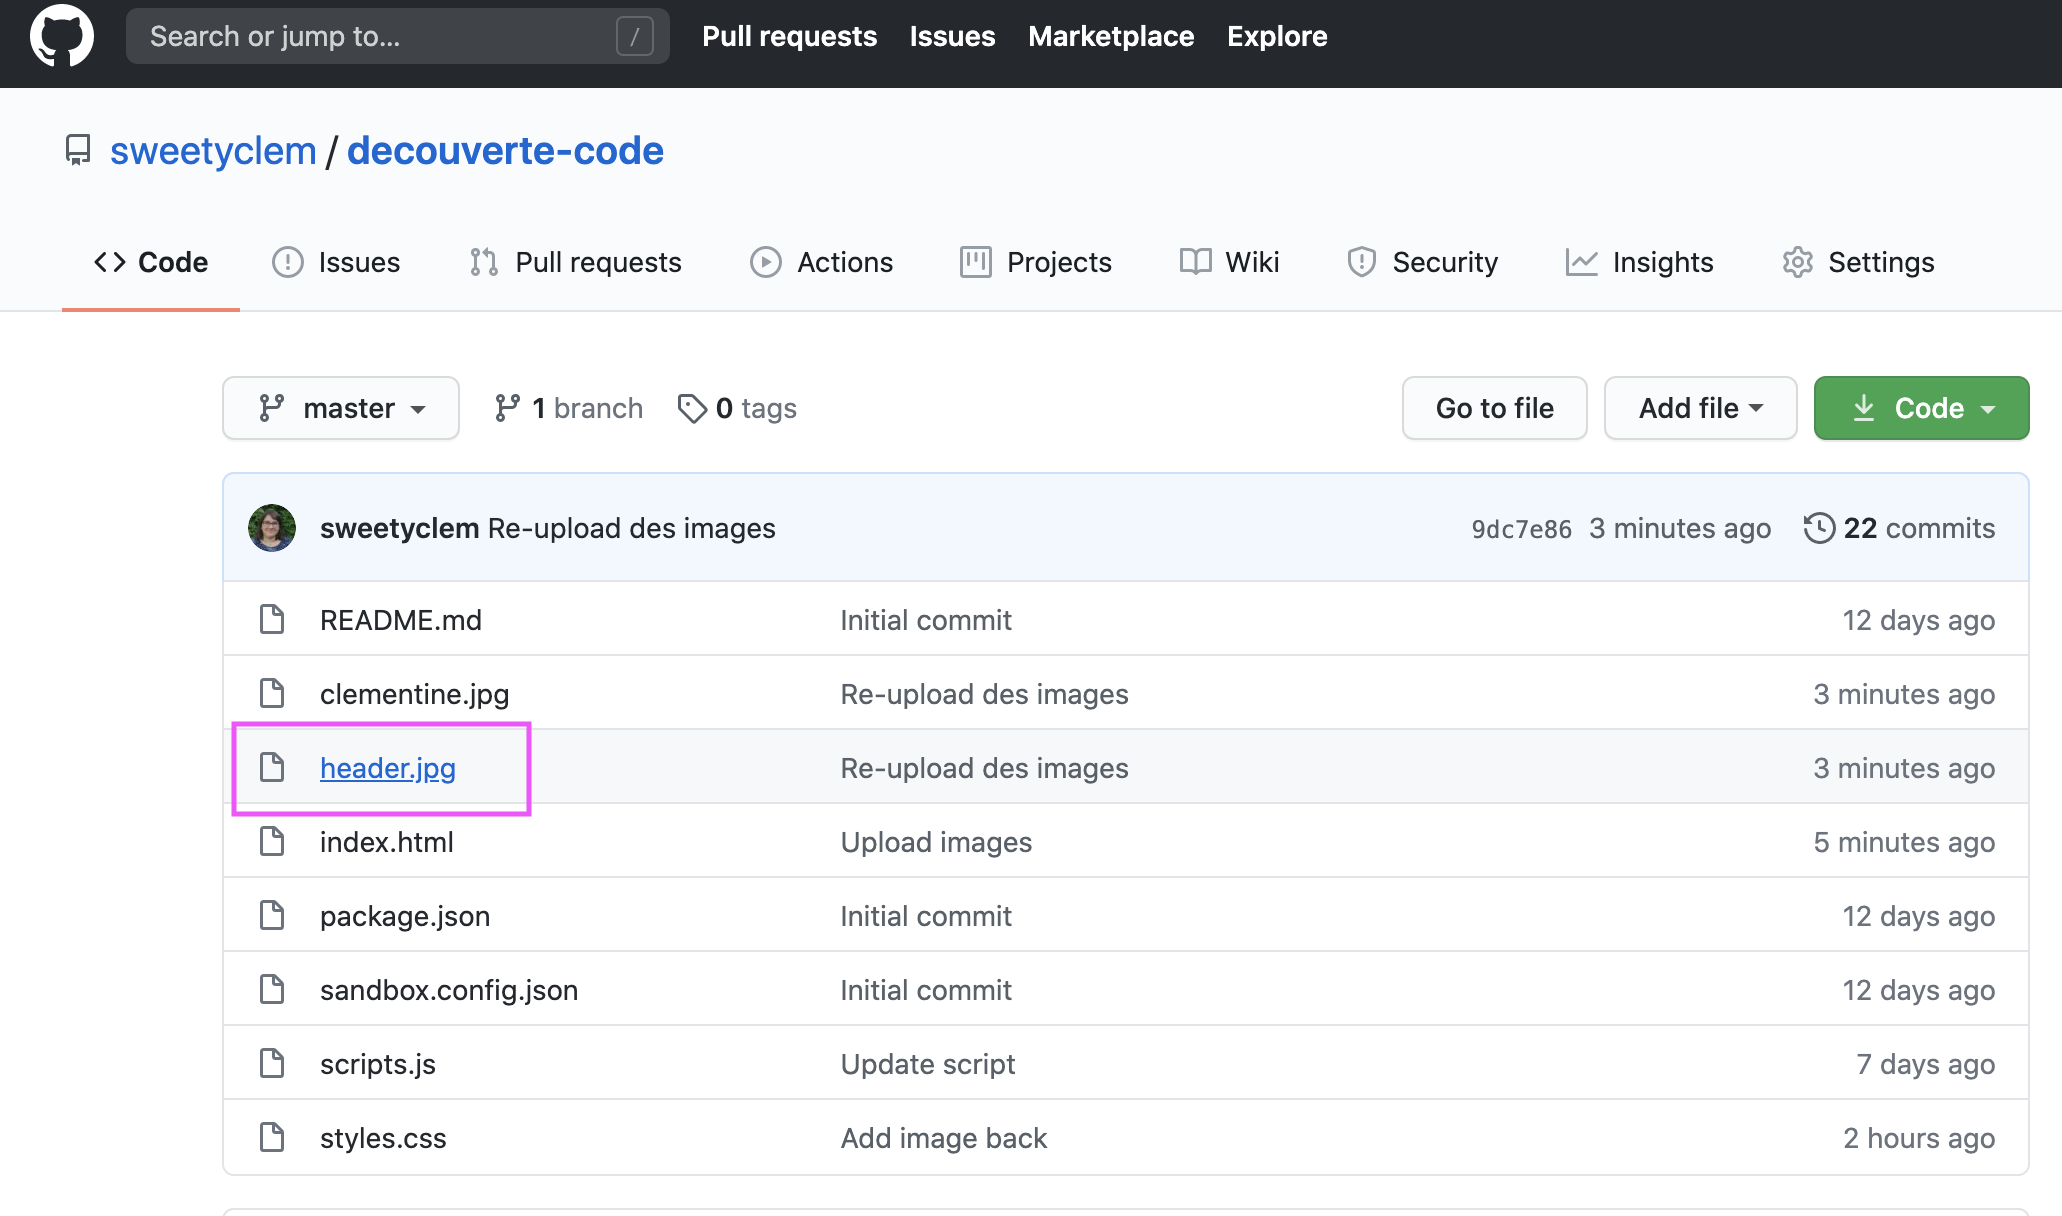 Search or jump to... / Pull requests Issues Marketplace Explore
sweetyclem / decouverte-code
Code Issues Pull requests Actions Projects Wiki Security Insights Settings
master 1 branch 0 tags Go to file Add file Code
sweetyclem Re-upload des images 9dc7e86 3 minutes ago 22 commits
README.md Initial commit 12 days ago
clementine.jpg Re-upload des images 3 minutes ago
header.jpg Re-upload des images 3 minutes ago
index.html Upload images 5 minutes ago
package.json Initial commit 12 days ago
sandbox.config.json Initial commit 12 days ago
scripts.js Update script 7 days ago
styles.css Add image back 2 hours ago